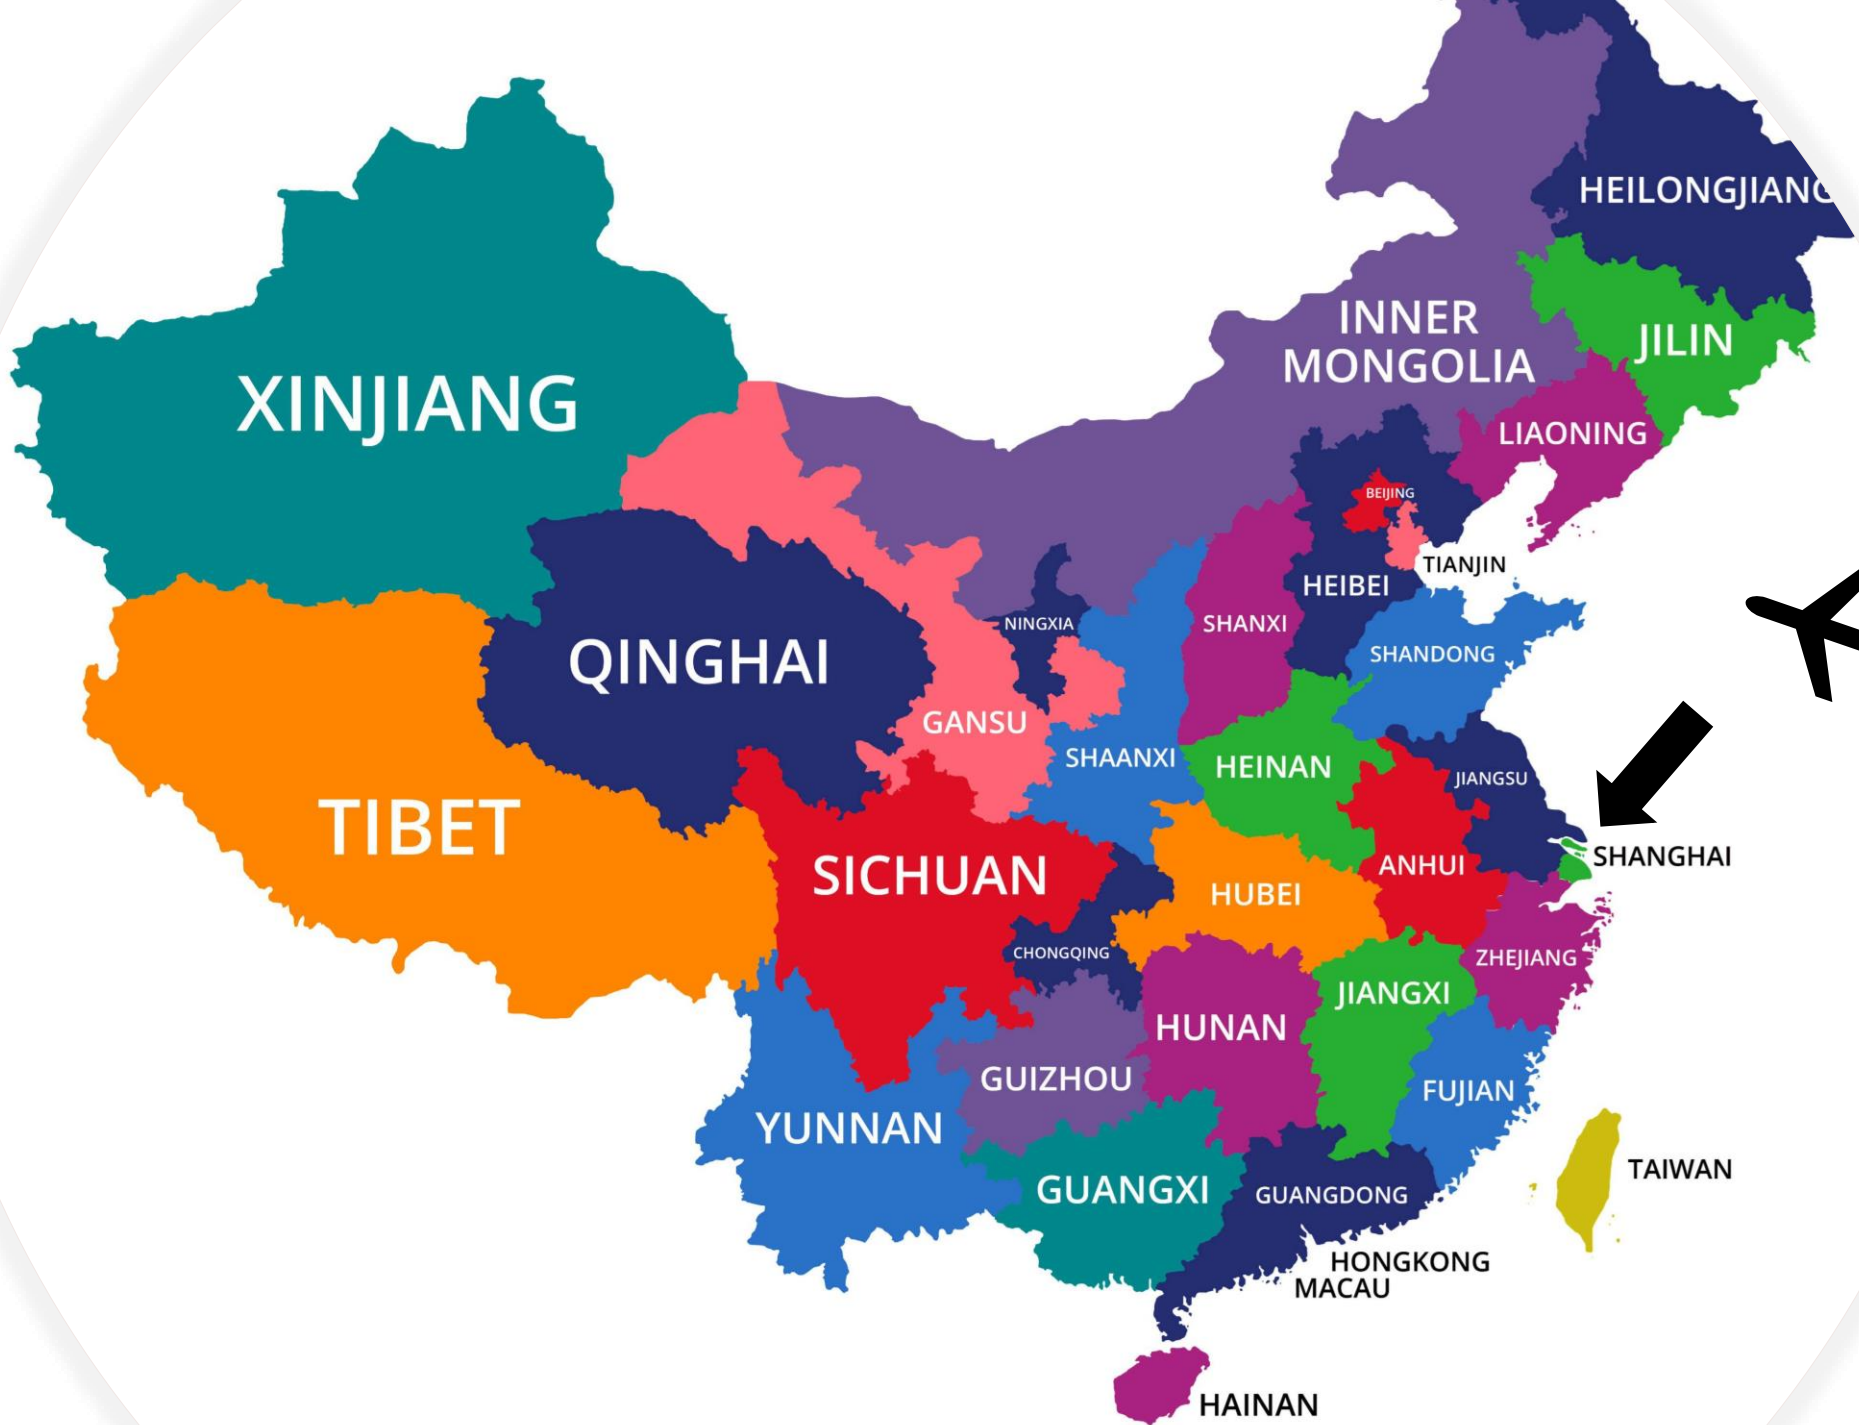 HEILONGJIANG
INNER
MONGOLIA
JILIN
XINJIANG
LIAONING
BEIJING
TIANJIN
HEIBEI
NINGXIA
SHANXI
QINGHAI
SHANDONG
GANSU
SHAANXI
HEINAN
JIANGSU
TIBET
SICHUAN
ANHUI
SHANGHAI
HUBEI
CHONGQING
ZHEJIANG
JIANGXI
HUNAN
GUIZHOU
FUJIAN
YUNNAN
TAIWAN
GUANGXI
GUANGDONG
HONGKONG
MACAU
HAINAN